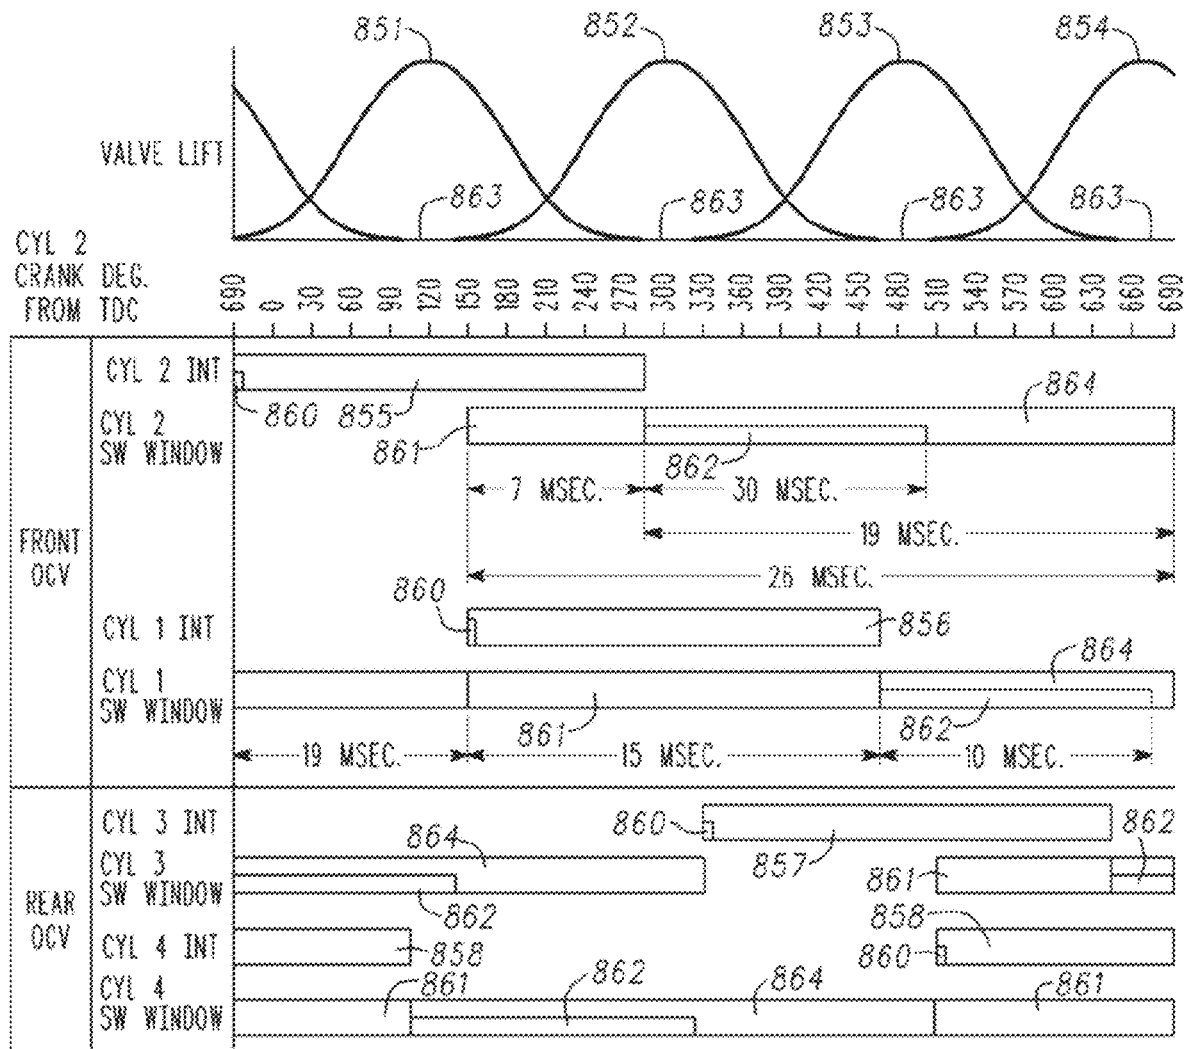 851
852
853
854
VALVE LIFT
863
863
863
863
CYL 2
CRANK DEG.
FROM TDC
690 0 30 60 90 120 150 180 210 240 270 300 330 360 390 420 450 480 510 540 570 600 630 660 690
FRONT
OCV
CYL 2 INT
860
855
864
CYL 2
SW WINDOW
861
862
7 MSEC.
30 MSEC.
19 MSEC.
26 MSEC.
860
CYL 1 INT
856
864
CYL 1
SW WINDOW
861
862
19 MSEC.
15 MSEC.
10 MSEC.
REAR
OCV
CYL 3 INT
860
857
862
864
CYL 3
SW WINDOW
862
861
858
CYL 4 INT
858
860
CYL 4
SW WINDOW
861
862
864
861